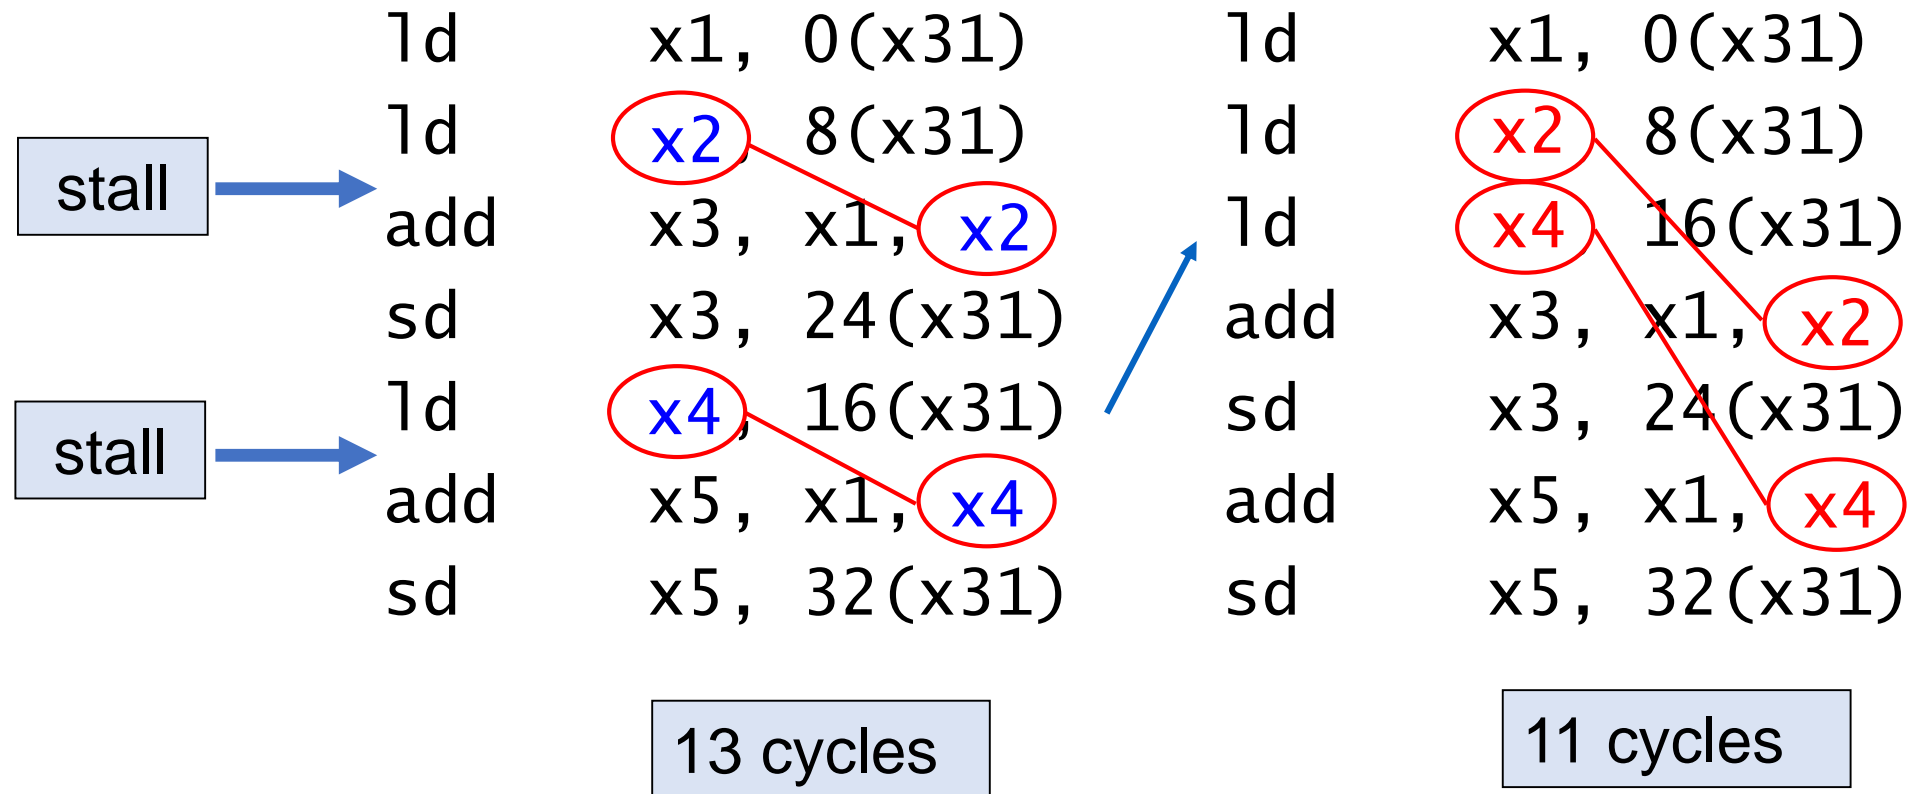 ld x1, 0(x31)
ld x2, 8(x31)
stall
add x3, x1, x2
sd x3, 24(x31)
ld x4, 16(x31)
stall
add x5, x1, x4
sd x5, 32(x31)
13 cycles
ld x1, 0(x31)
ld x2 8(x31)
ld x4 16(x31)
add x3, x1, x2
sd x3, 24(x31)
add x5, x1, x4
sd x5, 32(x31)
11 cycles